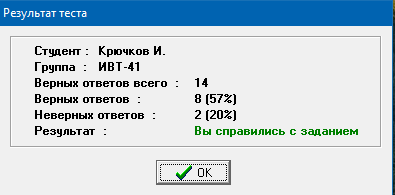 Результат теста
Студент : Крючков И.
Группа : ИВТ-41
Верных ответов всего : 14
Верных ответов : 8 (57%)
Неверных ответов : 2 (20%)
Результат : Вы справились с заданием
OK